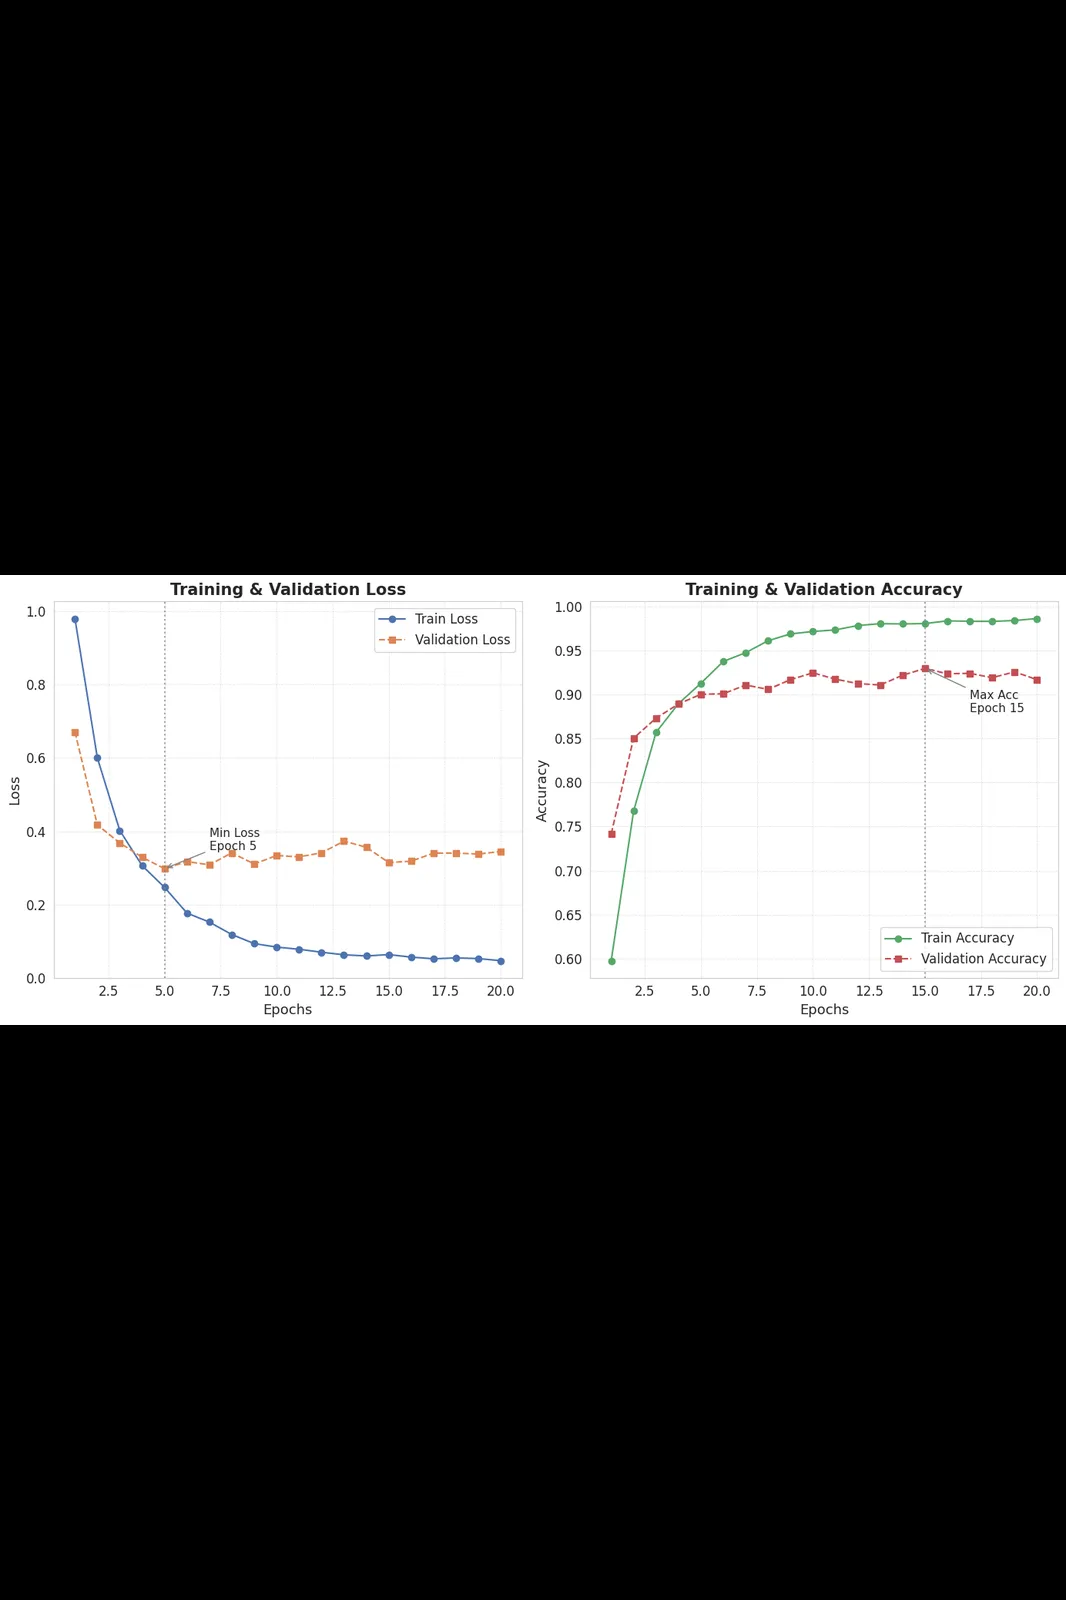 Training & Validation Loss
1.0
0.8
0.6
0.4
0.2
0.0
Loss
Train Loss
Validation Loss
Min Loss
Epoch 5
2.5 5.0 7.5 10.0 12.5 15.0 17.5 20.0
Epochs
Training & Validation Accuracy
1.00
0.95
0.90
0.85
0.80
0.75
0.70
0.65
0.60
Accuracy
Max Acc
Epoch 15
Train Accuracy
Validation Accuracy
2.5 5.0 7.5 10.0 12.5 15.0 17.5 20.0
Epochs